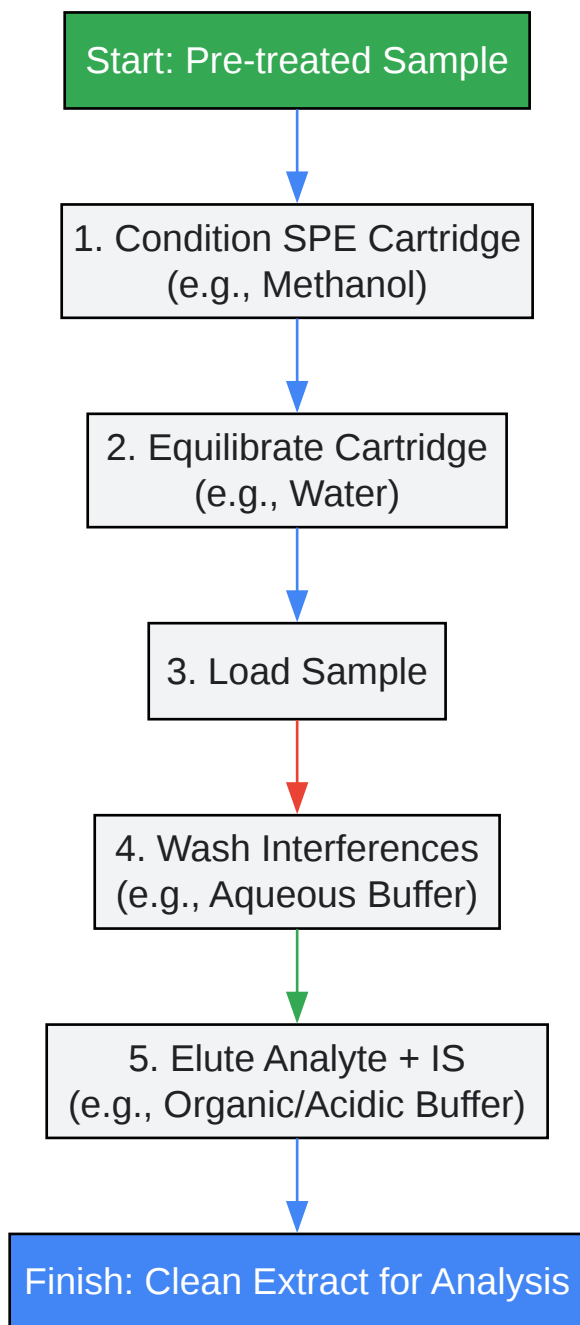 Start: Pre-treated Sample
1. Condition SPE Cartridge
(e.g., Methanol)
2. Equilibrate Cartridge
(e.g., Water)
3. Load Sample
4. Wash Interferences
(e.g., Aqueous Buffer)
5. Elute Analyte + IS
(e.g., Organic/Acidic Buffer)
Finish: Clean Extract for Analysis